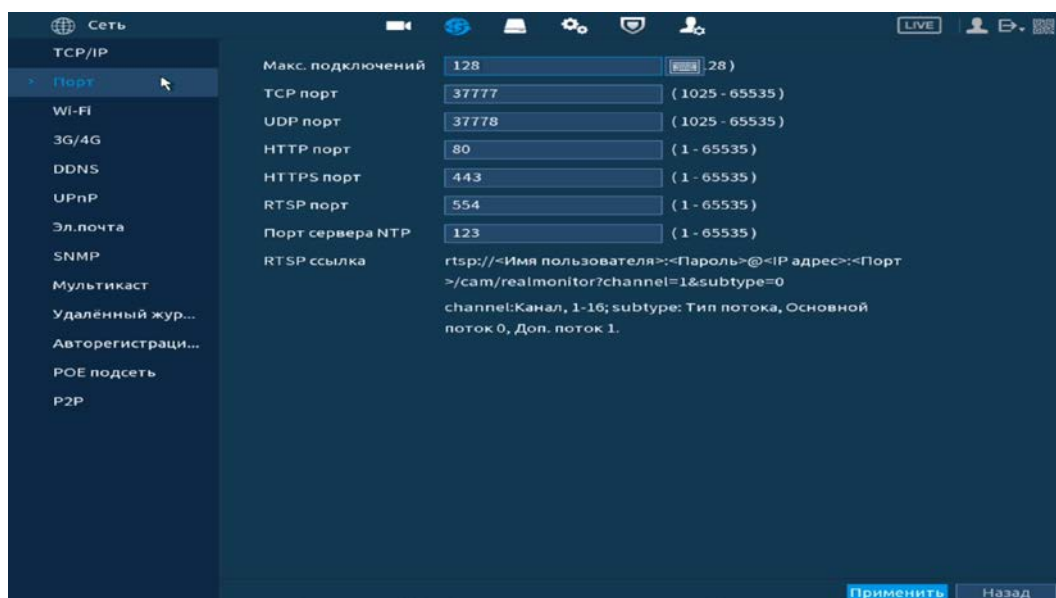 Сеть
LIVE
TCP/IP
> Порт
Wi-Fi
3G/4G
DDNS
UPnP
Эл.почта
SNMP
Мультикаст
Удалённый жур...
Авторегистраци...
POE подсеть
P2P
Макс. подключений 128 28 )
TCP порт 37777 ( 1025 - 65535 )
UDP порт 37778 ( 1025 - 65535 )
HTTP порт 80 ( 1 - 65535 )
HTTPS порт 443 ( 1 - 65535 )
RTSP порт 554 ( 1 - 65535 )
Порт сервера NTP 123 ( 1 - 65535 )
RTSP ссылка rtsp://<Имя пользователя>:<Пароль>@<IP адрес>:<Порт
>/cam/realmonitor?channel=1&subtype=0
channel:Канал, 1-16; subtype: Тип потока, Основной
поток 0, Доп. поток 1.
Применить Назад